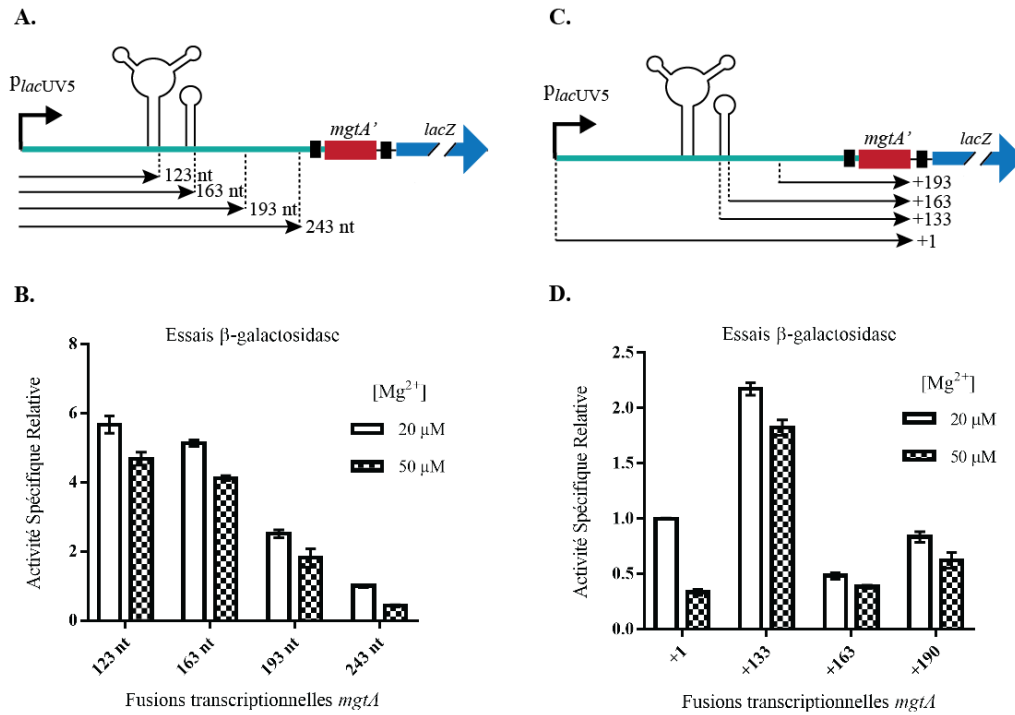 A.
PlacUV5
mgtA’
lacZ
123 nt
163 nt
193 nt
243 nt
B.
Essais β-galactosidase
Activité Spécifique Relative
8
6
4
2
0
[Mg2+]
20 µM
50 µM
123 nt
163 nt
193 nt
243 nt
Fusions transcriptionnelles mgtA
C.
PlacUV5
mgtA’
lacZ
+193
+163
+133
+1
D.
Essais β-galactosidase
Activité Spécifique Relative
2.5
2.0
1.5
1.0
0.5
0.0
[Mg2+]
20 µM
50 µM
+1
+133
+163
+190
Fusions transcriptionnelles mgtA